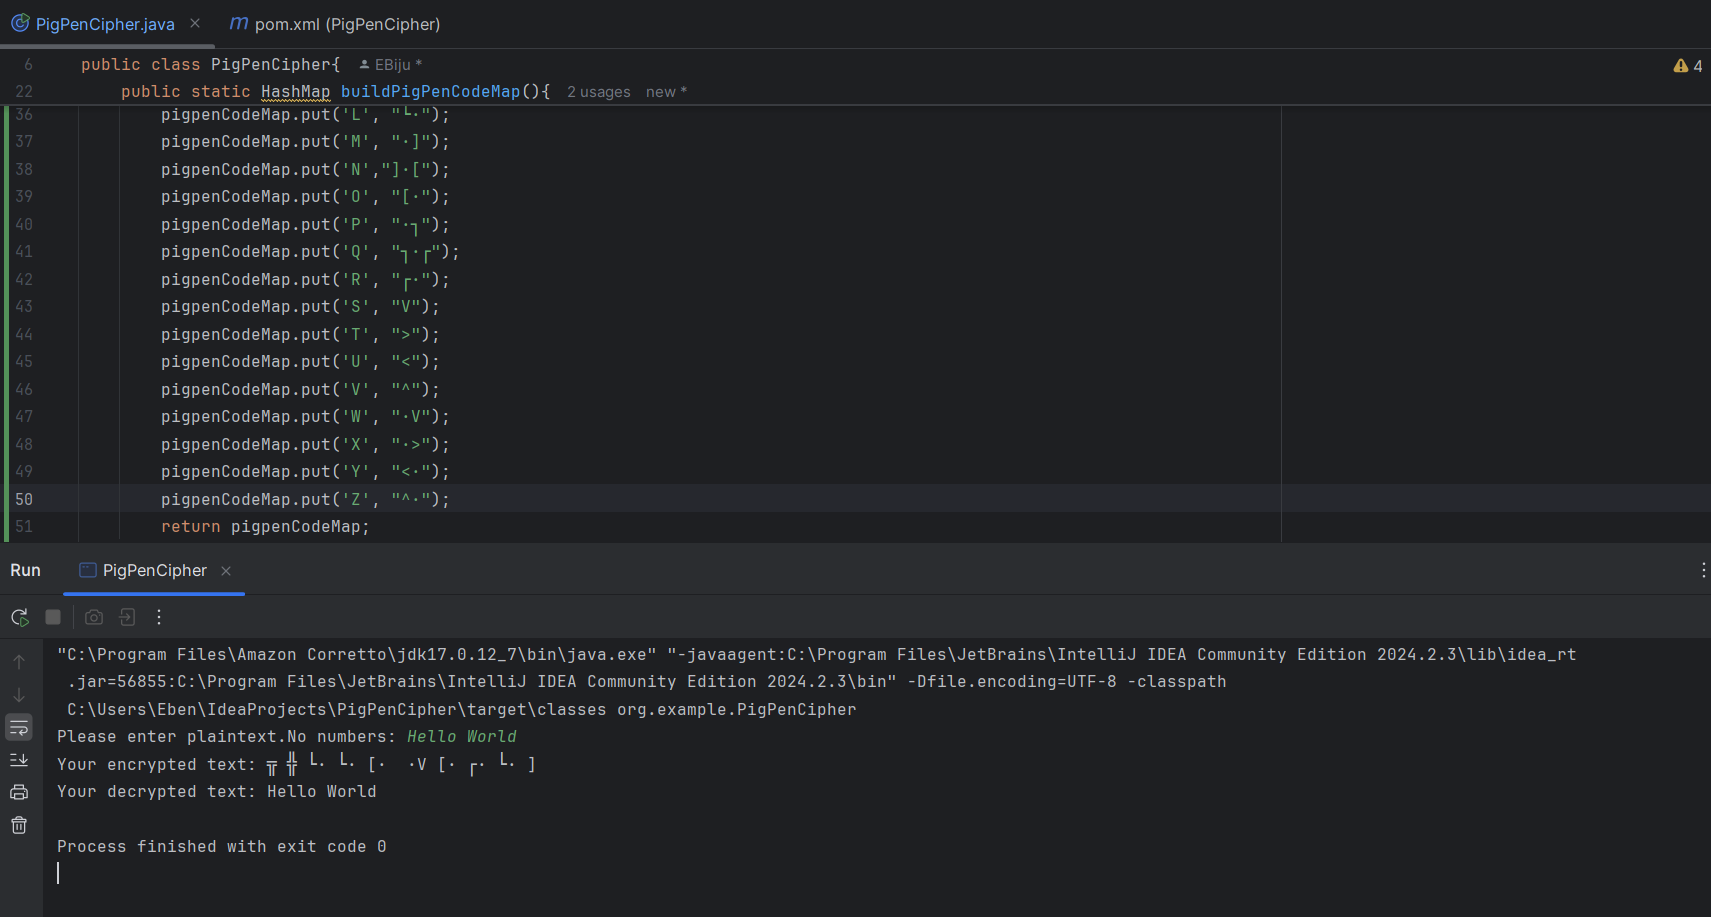 PigPenCipher.java
pom.xml (PigPenCipher)
6 public class PigPenCipher{ EBiju *
4
22 public static HashMap buildPigPenCodeMap(){ 2 usages new *
36 pigpenCodeMap.put('L', "└·");
37 pigpenCodeMap.put('M', "·]");
38 pigpenCodeMap.put('N',"]·[");
39 pigpenCodeMap.put('O', "[·");
40 pigpenCodeMap.put('P', "·┐");
41 pigpenCodeMap.put('Q', "┐·┌");
42 pigpenCodeMap.put('R', "┌·");
43 pigpenCodeMap.put('S', "V");
44 pigpenCodeMap.put('T', ">");
45 pigpenCodeMap.put('U', "<");
46 pigpenCodeMap.put('V', "^");
47 pigpenCodeMap.put('W', "·V");
48 pigpenCodeMap.put('X', "·>");
49 pigpenCodeMap.put('Y', "<·");
50 pigpenCodeMap.put('Z', "^·");
51 return pigpenCodeMap;
Run PigPenCipher
"C:\Program Files\Amazon Corretto\jdk17.0.12_7\bin\java.exe" "-javaagent:C:\Program Files\JetBrains\IntelliJ IDEA Community Edition 2024.2.3\lib\idea_rt
.jar=56855:C:\Program Files\JetBrains\IntelliJ IDEA Community Edition 2024.2.3\bin" -Dfile.encoding=UTF-8 -classpath
C:\Users\Eben\IdeaProjects\PigPenCipher\target\classes org.example.PigPenCipher
Please enter plaintext.No numbers: Hello World
Your encrypted text: ╦ ╬ └· └· [·  ·V [· ┌· └· ]
Your decrypted text: Hello World
Process finished with exit code 0